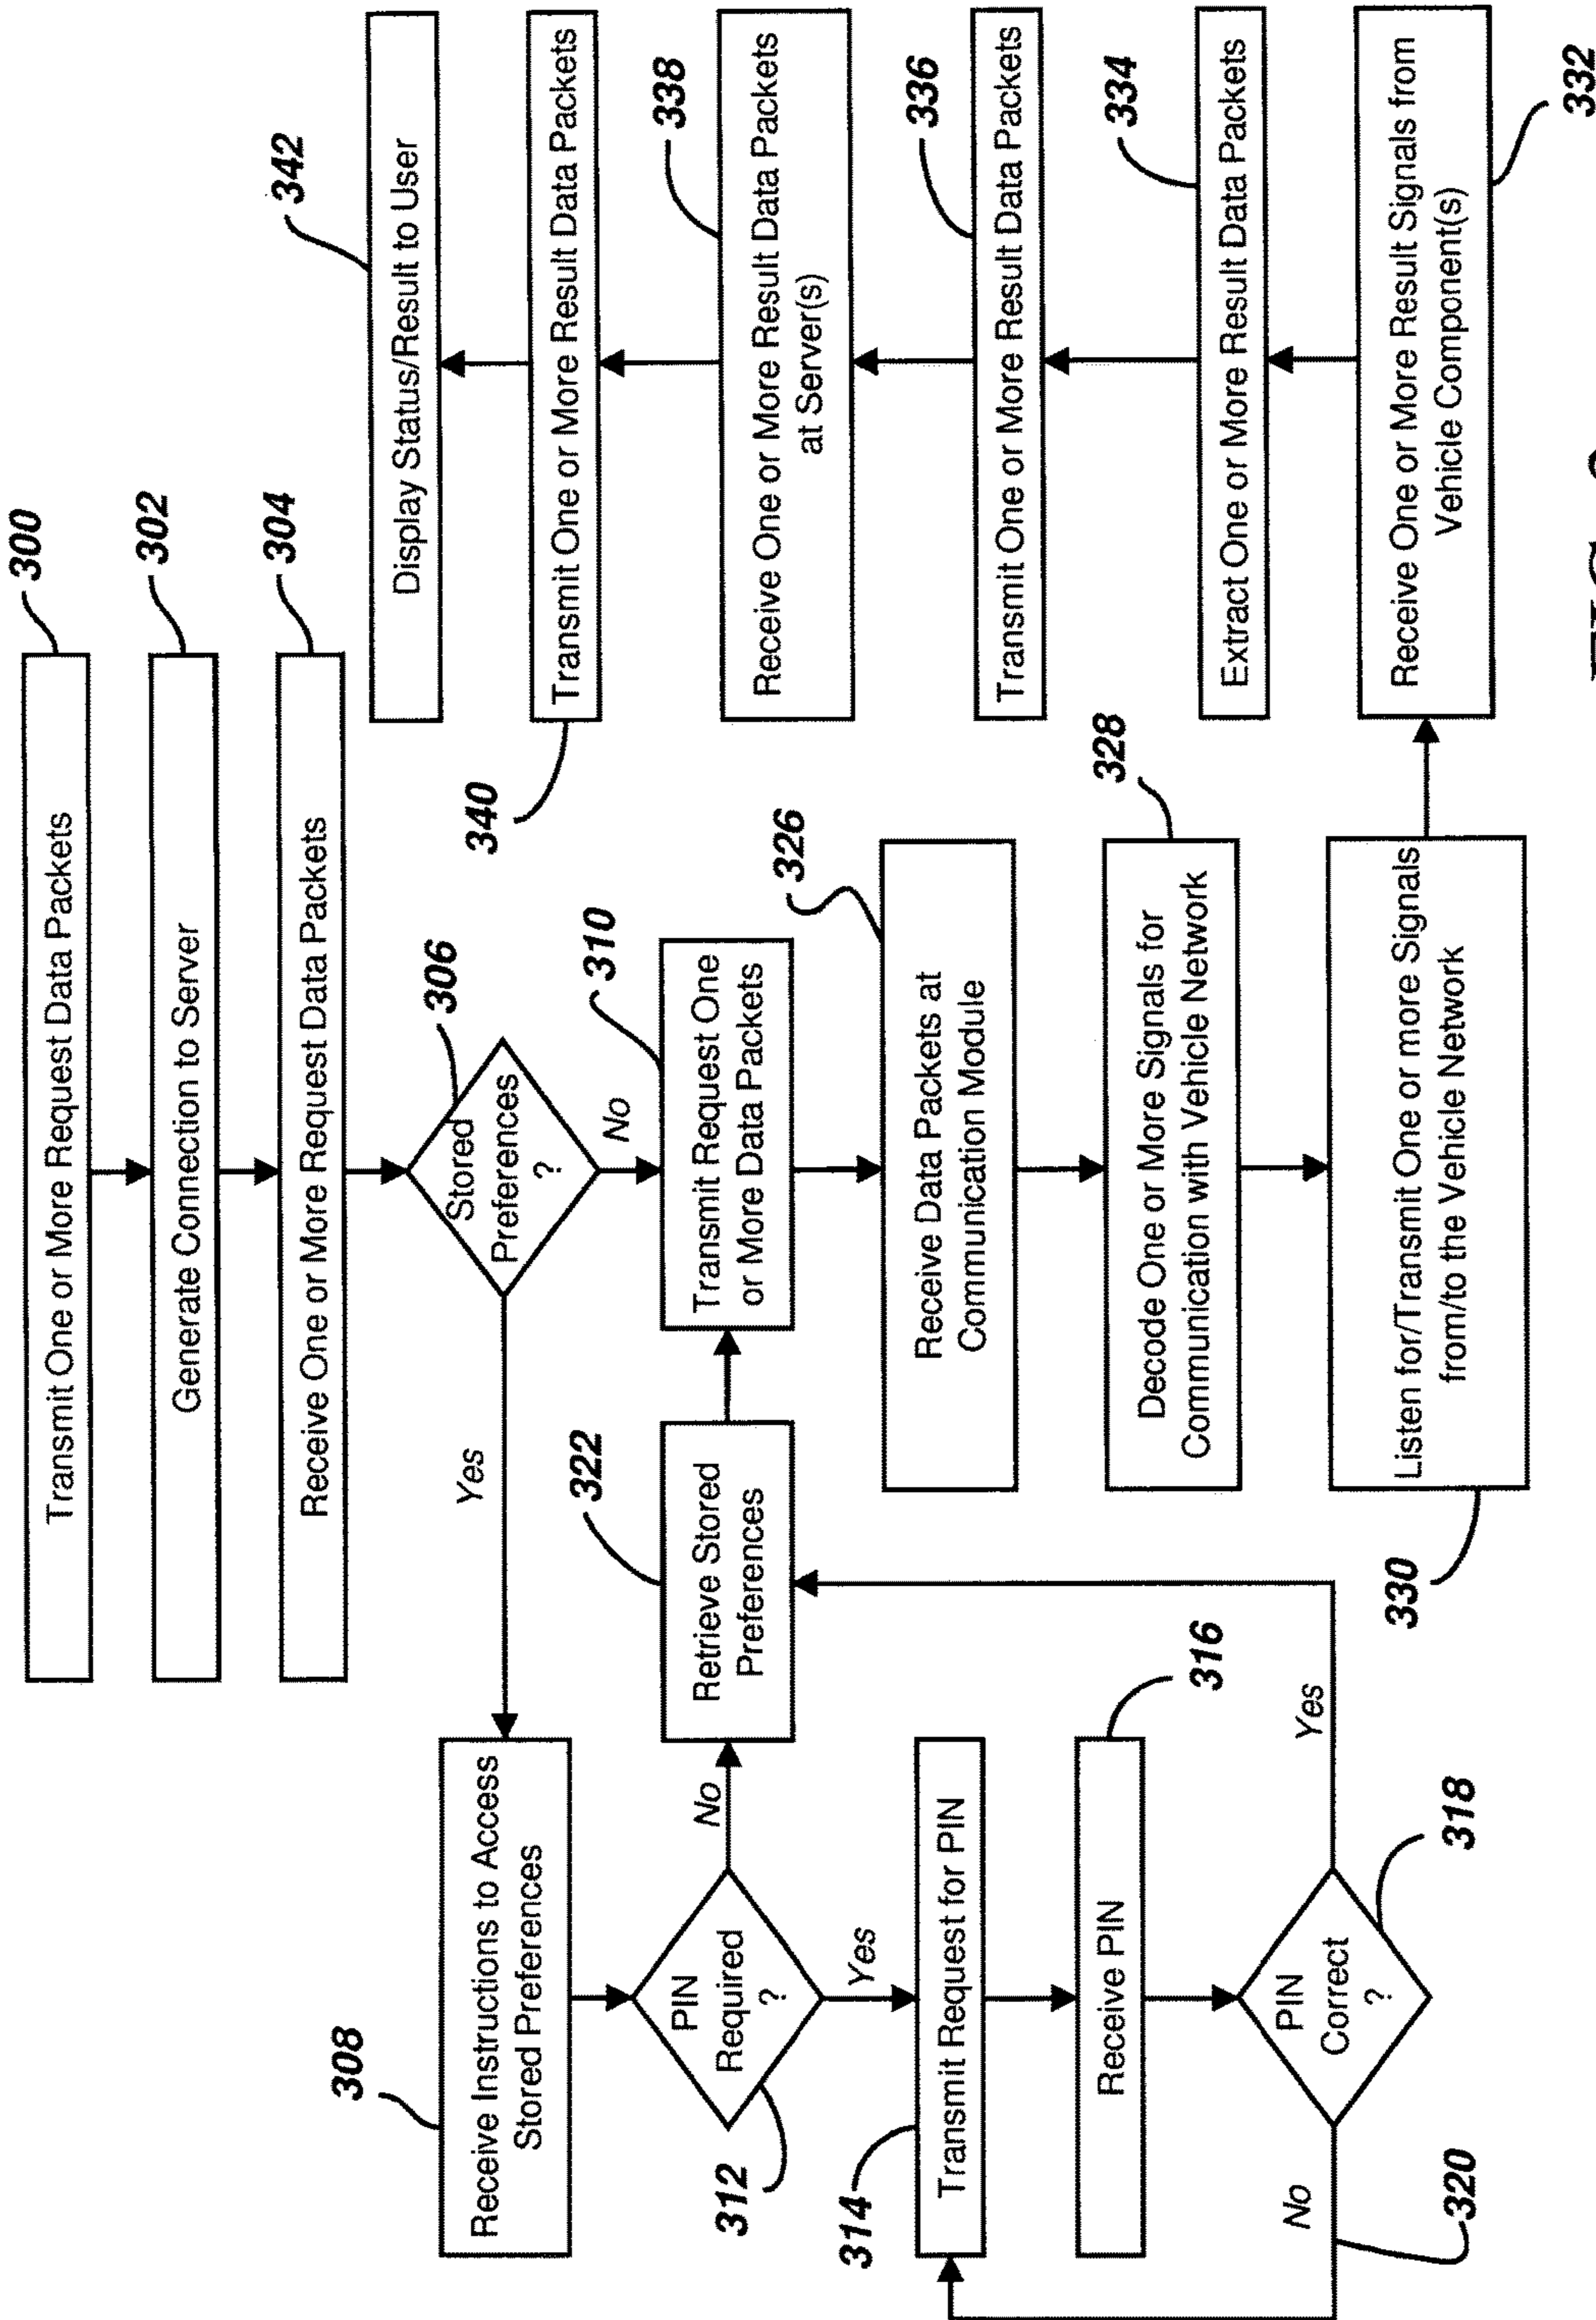 300
Transmit One or More Request Data Packets
302
Generate Connection to Server
304
Receive One or More Request Data Packets
306
Stored
Preferences
?
Yes
No
308
Receive Instructions to Access
Stored Preferences
312
PIN
Required
?
No
Yes
322
Retrieve Stored
Preferences
310
Transmit Request One
or More Data Packets
314
Transmit Request for PIN
316
Receive PIN
318
PIN
Correct
?
Yes
No
320
326
Receive Data Packets at
Communication Module
328
Decode One or More Signals for
Communication with Vehicle Network
330
Listen for/Transmit One or more Signals
from/to the Vehicle Network
342
Display Status/Result to User
340
Transmit One or More Result Data Packets
338
Receive One or More Result Data Packets
at Server(s)
336
Transmit One or More Result Data Packets
334
Extract One or More Result Data Packets
332
Receive One or More Result Signals from
Vehicle Component(s)